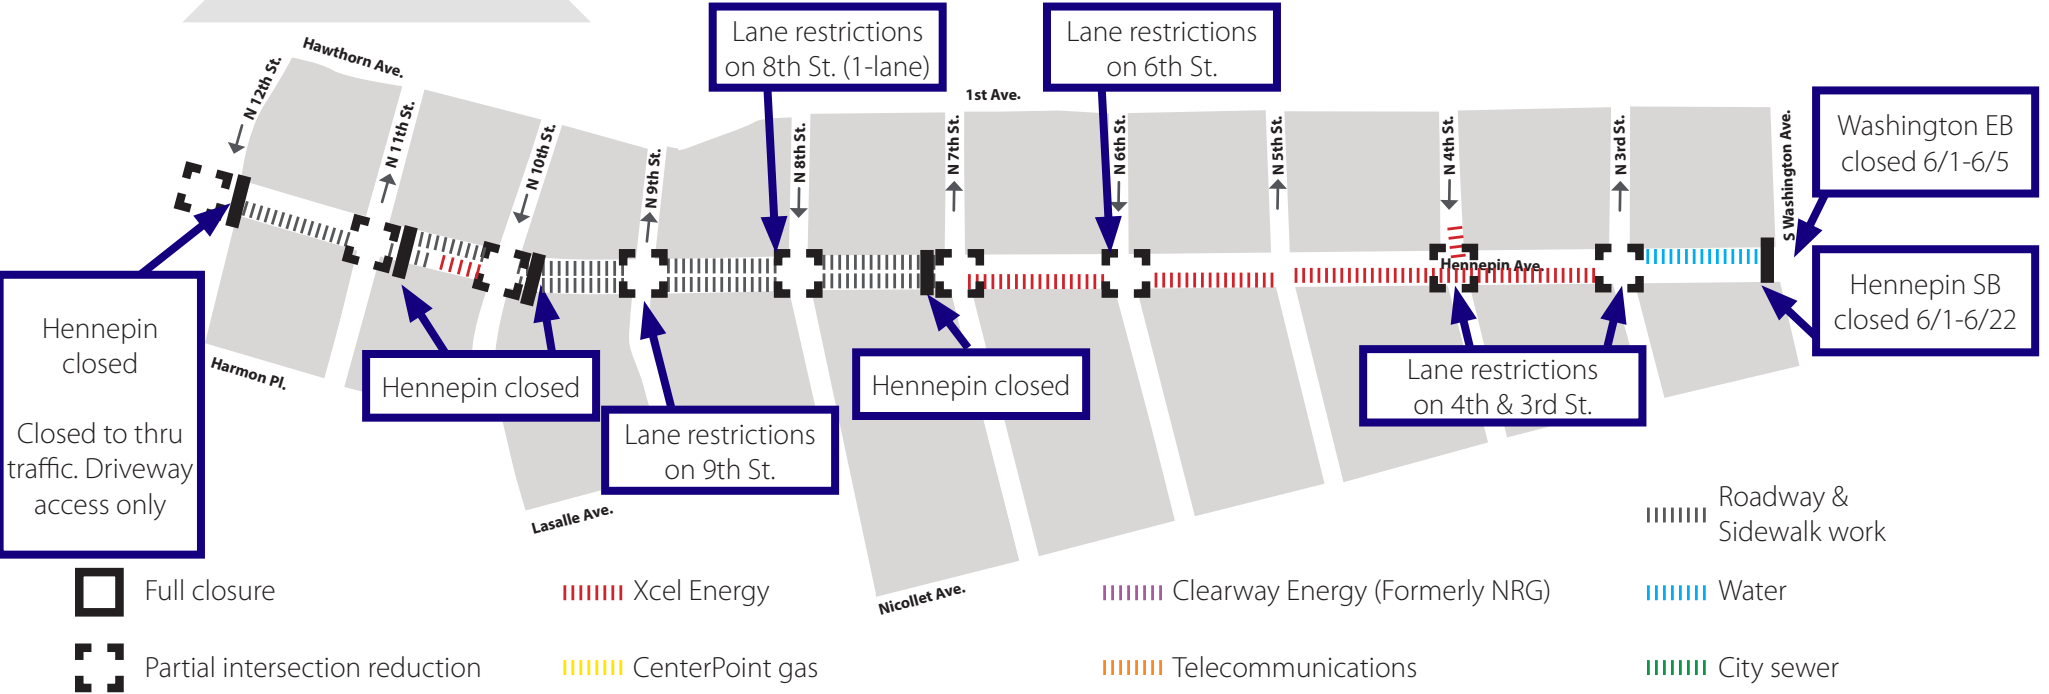 Lane restrictions
on 8th St. (1-lane)
Lane restrictions
on 6th St.
Hawthorn Ave.
N 12th St.
N 11th St.
N 10th St.
N 9th St.
N 8th St.
1st Ave.
N 7th St.
N 6th St.
N 5th St.
N 4th St.
N 3rd St.
S Washington Ave.
Washington EB
closed 6/1-6/5
Hennepin Ave.
Hennepin SB
closed 6/1-6/22
Hennepin
closed
Closed to thru
traffic. Driveway
access only
Harmon Pl.
Hennepin closed
Lane restrictions
on 9th St.
Hennepin closed
Lane restrictions
on 4th & 3rd St.
Lasalle Ave.
Nicollet Ave.
Roadway &
Sidewalk work
Full closure
Xcel Energy
Clearway Energy (Formerly NRG)
Water
Partial intersection reduction
CenterPoint gas
Telecommunications
City sewer